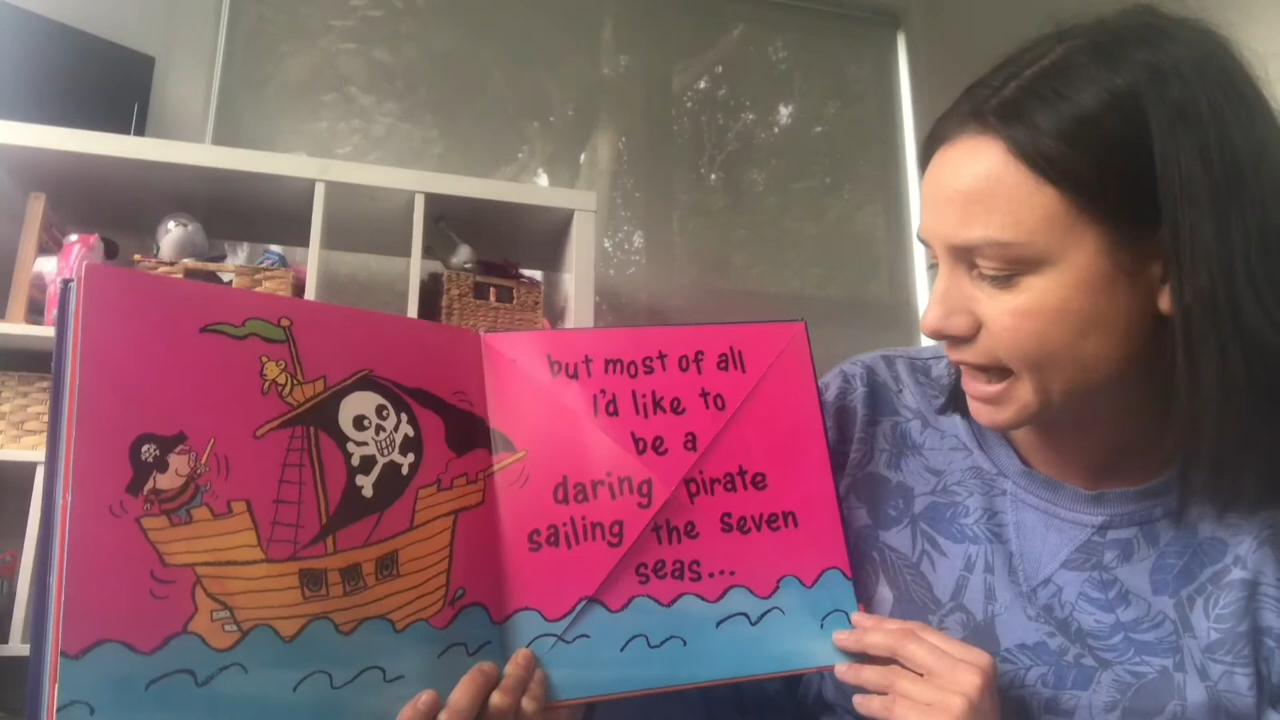 but most of all
I'd like to
be a
daring pirate
sailing the seven
seas...